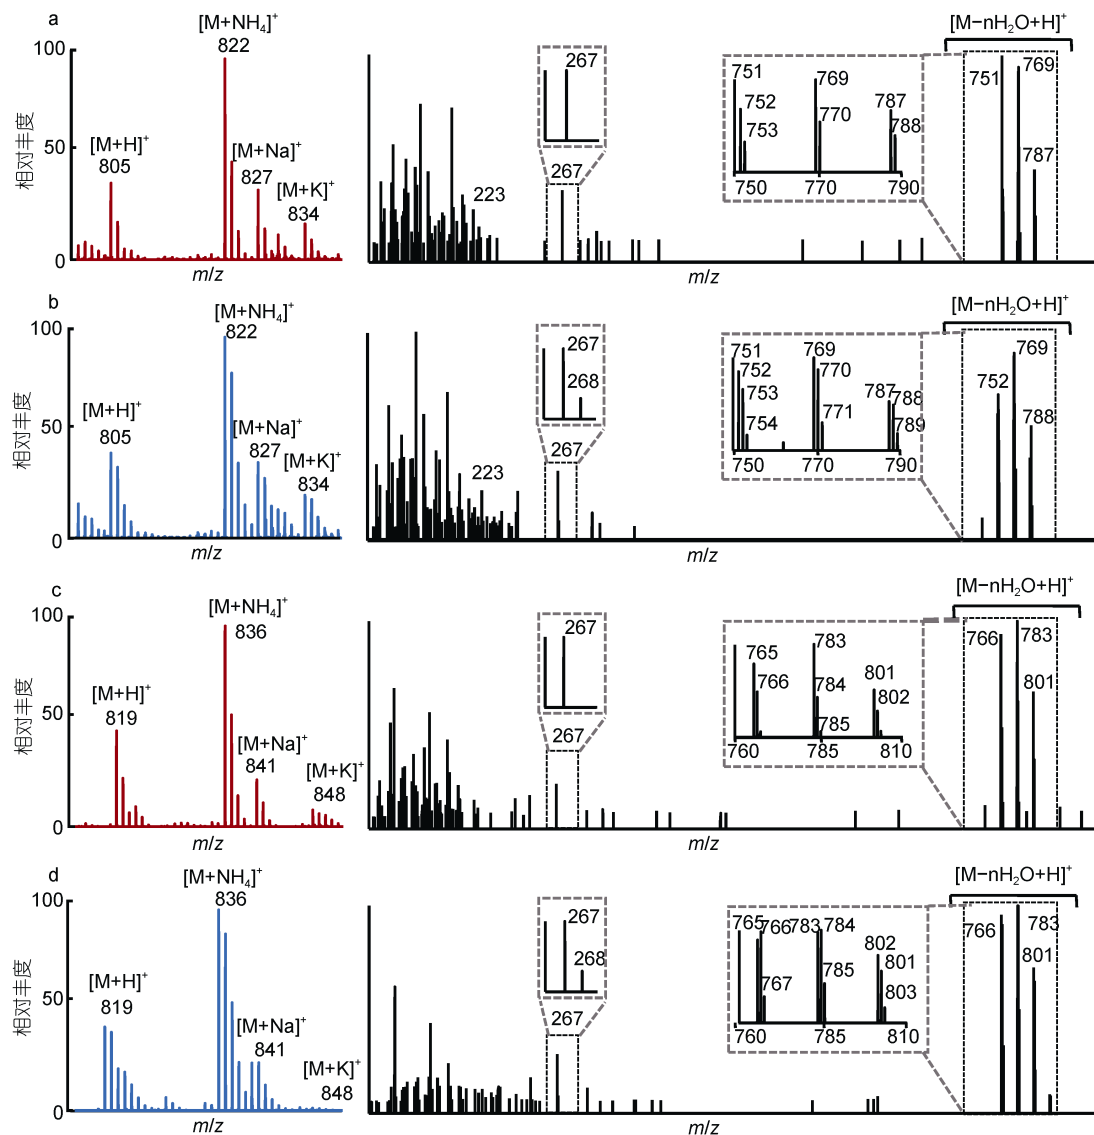 a
[M+NH₄]⁺
822
[M+H]⁺
805
[M+Na]⁺
827
[M+K]⁺
834
100
50
0
相对丰度
m/z
267
267
223
751
752
753
769
770
787
788
750
770
790
[M−nH₂O+H]⁺
751
769
787
m/z
b
[M+NH₄]⁺
822
[M+H]⁺
805
[M+Na]⁺
827
[M+K]⁺
834
100
50
0
相对丰度
m/z
267
268
267
223
751
752
753
754
769
770
771
787
788
789
750
770
790
[M−nH₂O+H]⁺
769
752
788
m/z
c
[M+NH₄]⁺
836
[M+H]⁺
819
[M+Na]⁺
841
[M+K]⁺
848
100
50
0
相对丰度
m/z
267
267
765
766
783
784
785
801
802
760
785
810
[M−nH₂O+H]⁺
766
783
801
m/z
d
[M+NH₄]⁺
836
[M+H]⁺
819
[M+Na]⁺
841
[M+K]⁺
848
100
50
0
相对丰度
m/z
267
268
267
765
766
783
784
767
785
802
801
803
760
785
810
[M−nH₂O+H]⁺
766
783
801
m/z